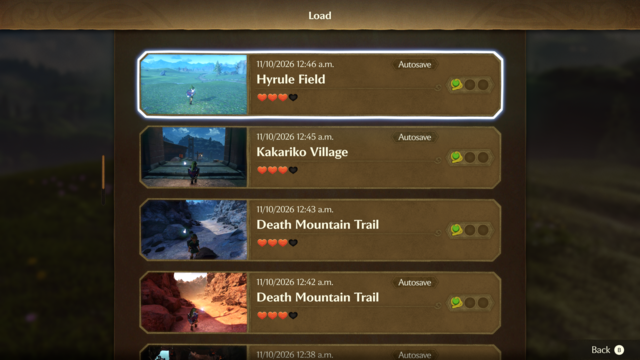 Load
11/10/2026 12:46 a.m.
Autosave
Hyrule Field
11/10/2026 12:45 a.m.
Autosave
Kakariko Village
11/10/2026 12:43 a.m.
Death Mountain Trail
11/10/2026 12:42 a.m.
Autosave
Death Mountain Trail
11/10/2026 12:38 a.m.
Autosave
Back B